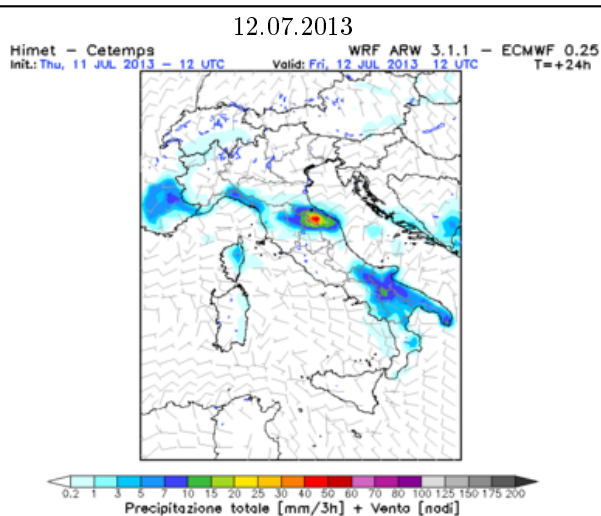 12.07.2013
Himet - Cetemps WRF ARW 3.1.1 - ECMWF 0.25
Init.: Thu, 11 JUL 2013 - 12 UTC Valid: Fri, 12 JUL 2013 12 UTC T=+24h
0.2 1 3 5 7 10 15 20 25 30 40 50 60 70 80 100 125 150 175 200
Precipitazione totale [mm/3h] + Vento [nodi]